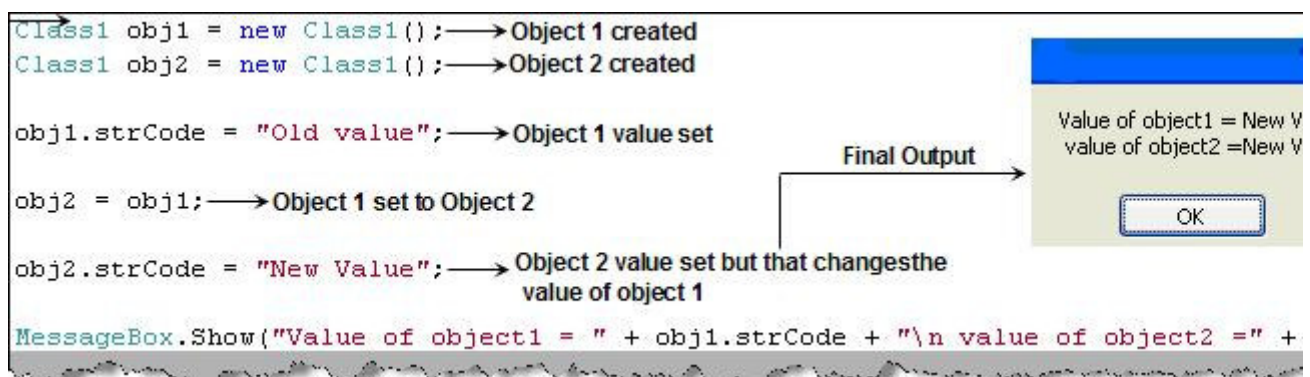 Class1 obj1 = new Class1(); Object 1 created
Class1 obj2 = new Class1(); Object 2 created
obj1.strCode = "Old value"; Object 1 value set
obj2 = obj1; Object 1 set to Object 2
obj2.strCode = "New Value"; Object 2 value set but that changesthe
value of object 1
MessageBox.Show("Value of object1 = " + obj1.strCode + "\n value of object2 =" +
Final Output
Value of object1 = New V
value of object2 =New V
OK